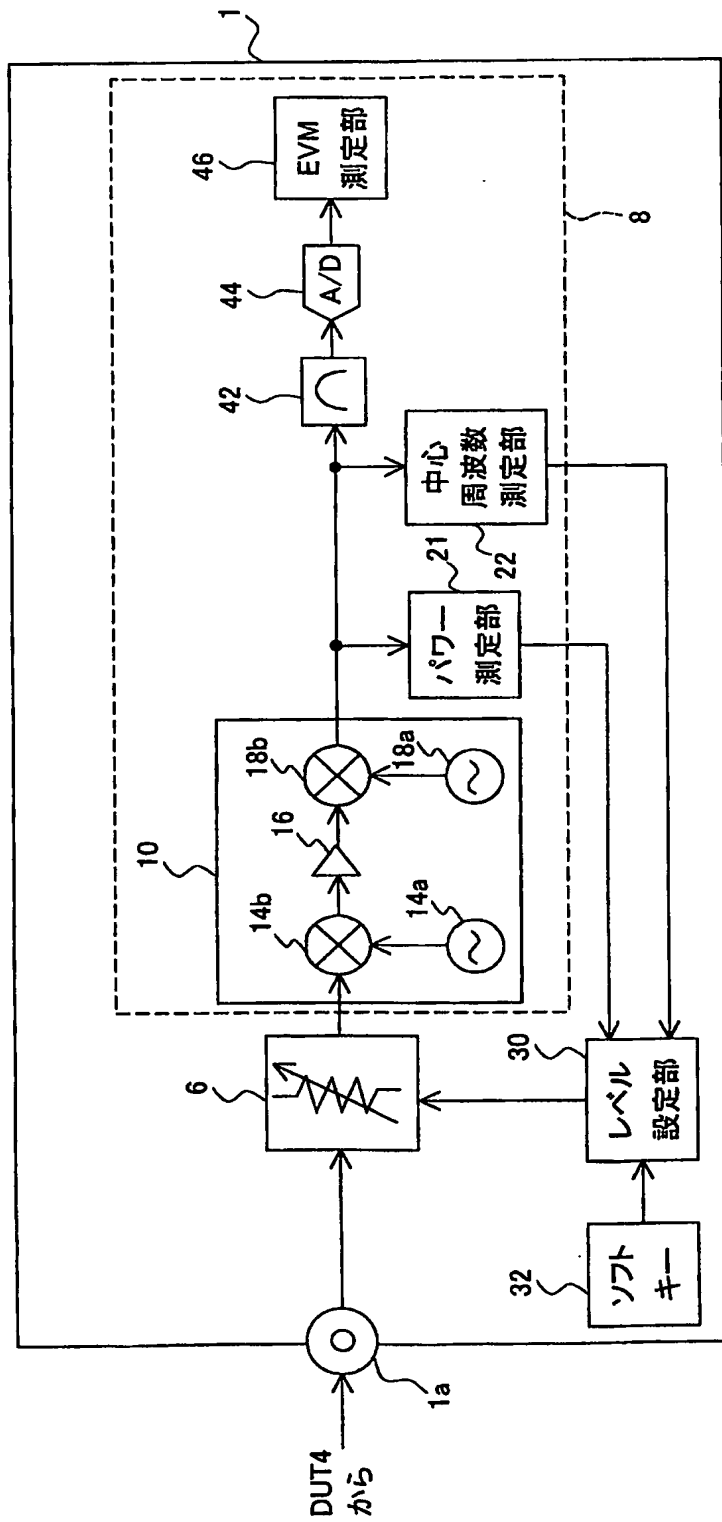 1
8
EVM
測定部
46
A/D
44
42
中心
周波数
測定部
22
パワー
測定部
21
10
18b
18a
16
14b
14a
6
レベル
設定部
30
ソフト
キー
32
1a
DUT4
から